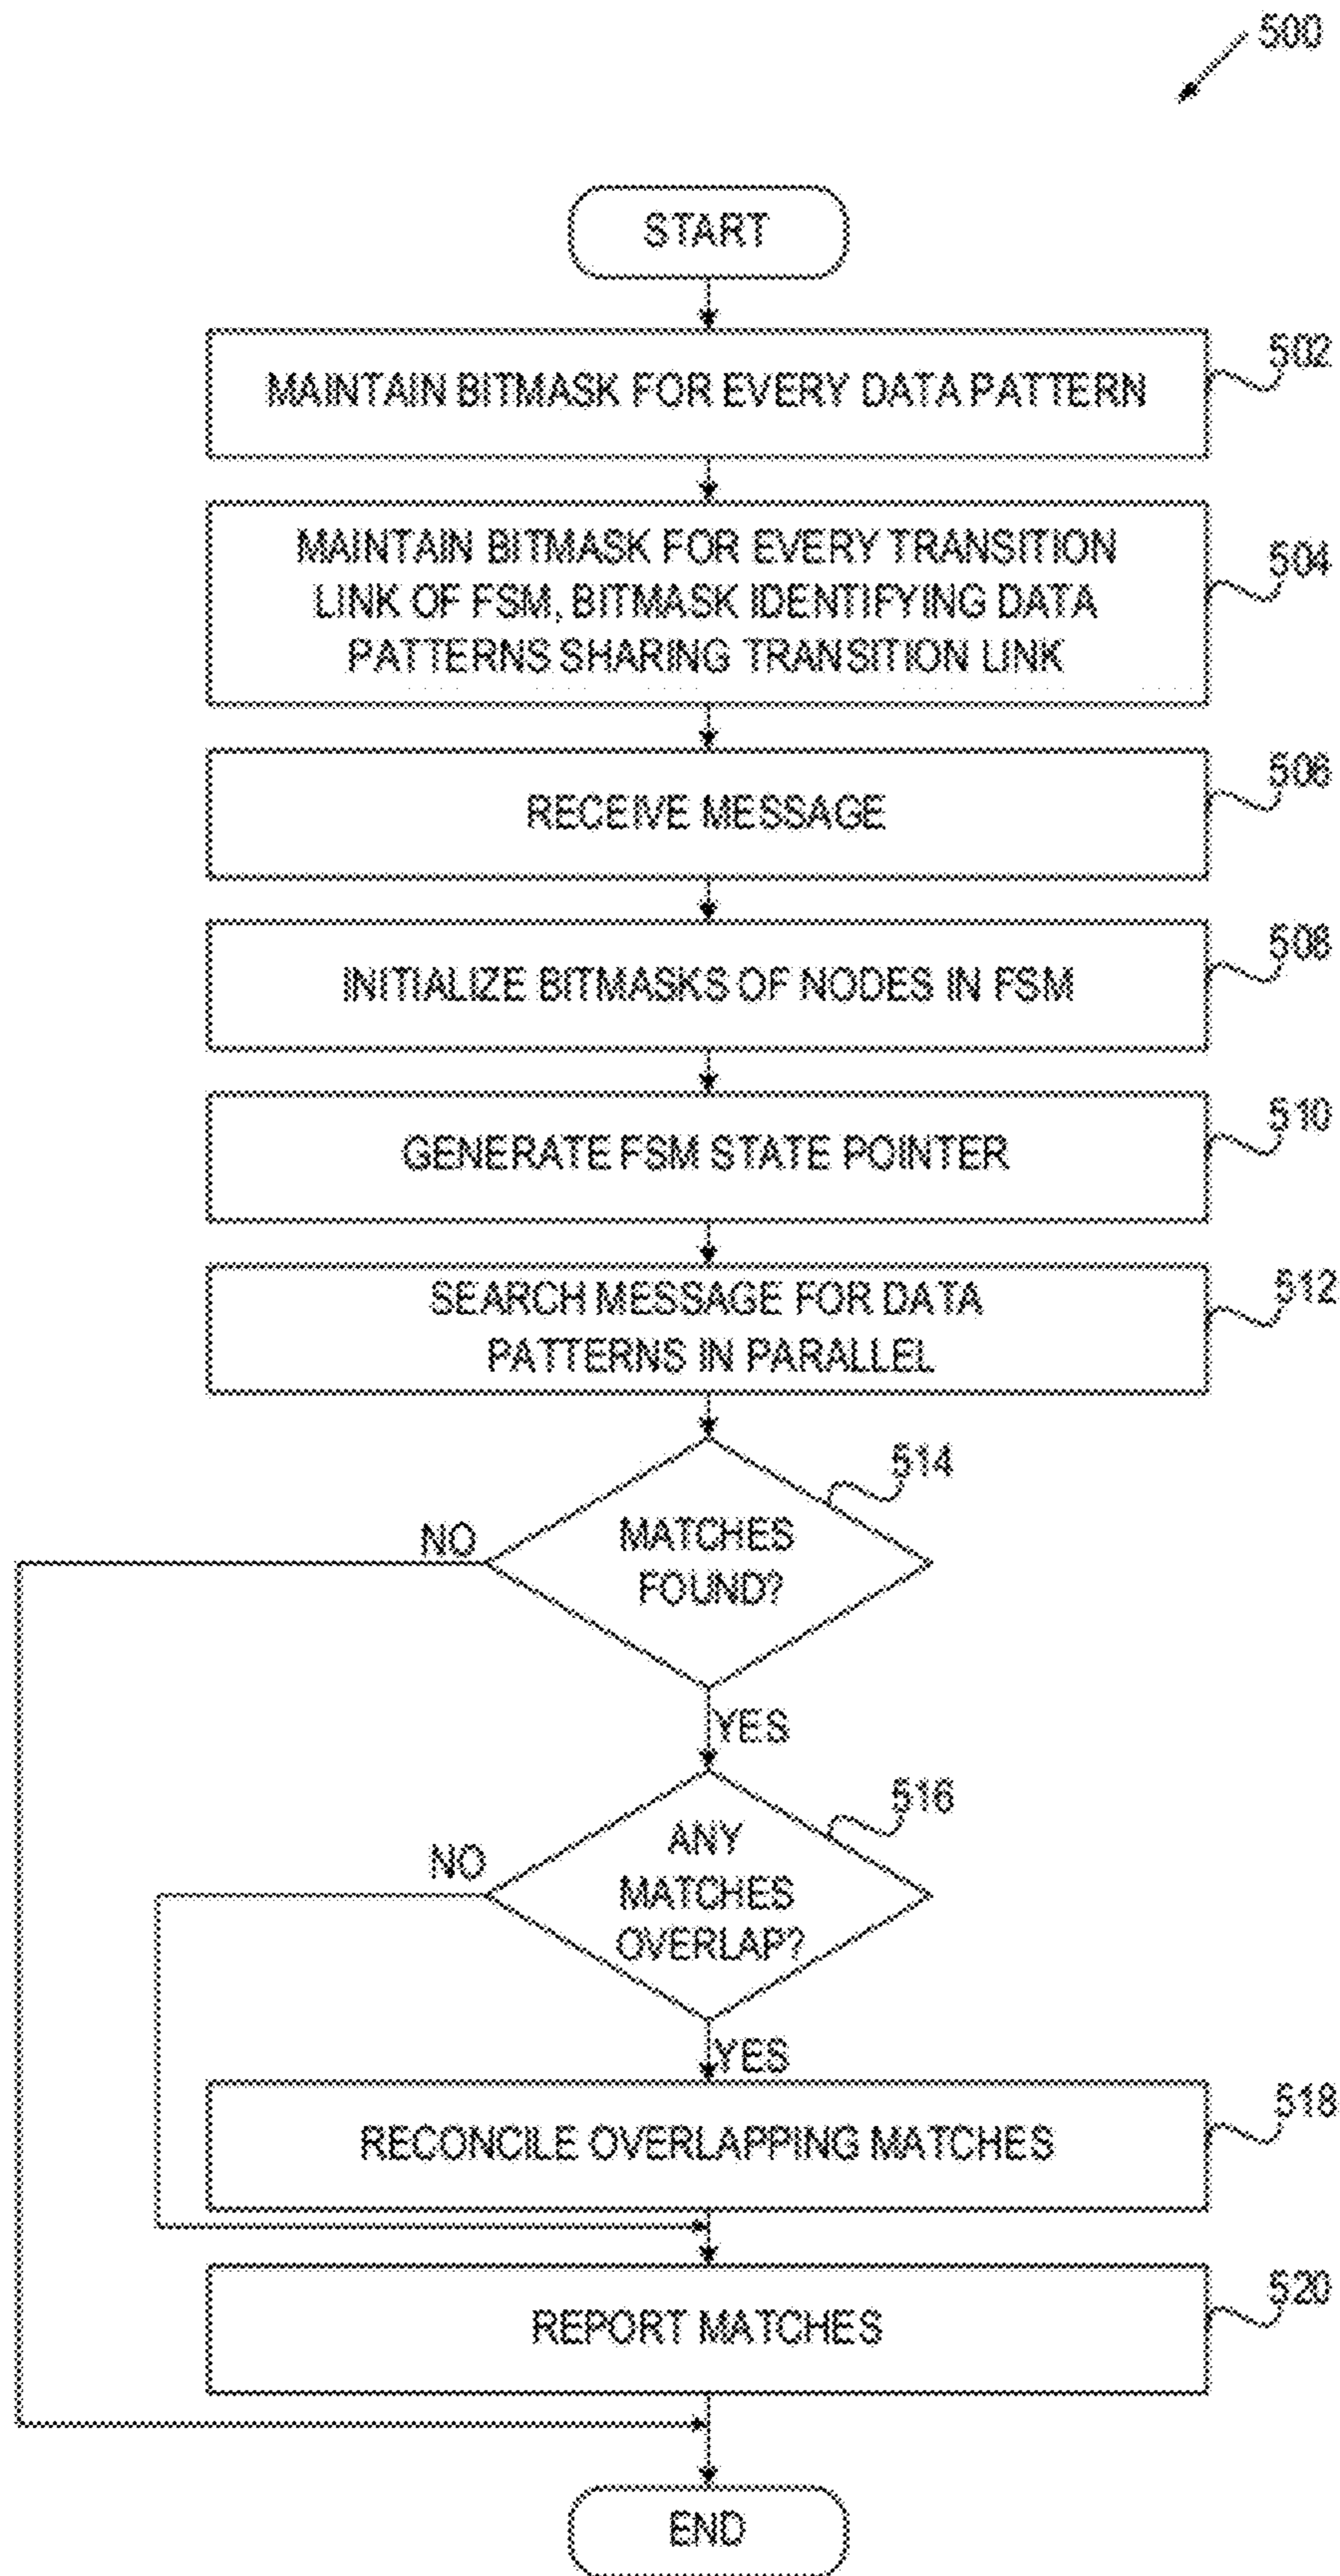 500
START
502
MAINTAIN BITMASK FOR EVERY DATA PATTERN
MAINTAIN BITMASK FOR EVERY TRANSITION
504
LINK OF FSM, BITMASK IDENTIFYING DATA
PATTERNS SHARING TRANSITION LINK
506
RECEIVE MESSAGE
508
INITIALIZE BITMASKS OF NODES IN FSM
510
GENERATE FSM STATE POINTER
512
SEARCH MESSAGE FOR DATA
PATTERNS IN PARALLEL
514
NO
MATCHES
FOUND?
YES
516
ANY
NO
MATCHES
OVERLAP?
YES
518
RECONCILE OVERLAPPING MATCHES
520
REPORT MATCHES
END